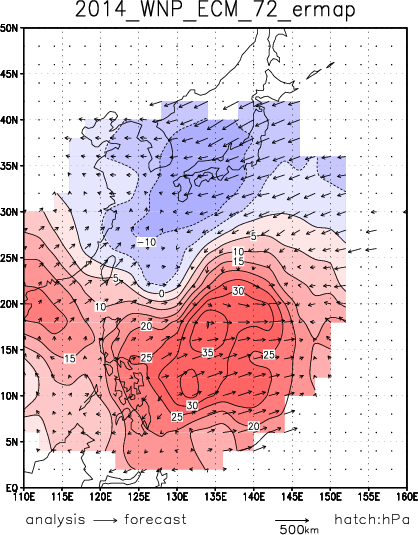 2014_WNP_ECM_72_ermap
50N
45N
40N
35N
30N
-10
5
10
15
25N
5
0
30
20N
10
20
15N
15
25
35
25
10N
30
25
20
5N
EQ
110E 115E 120E 125E 130E 135E 140E 145E 150E 155E 160E
analysis forecast 500km hatch:hPa